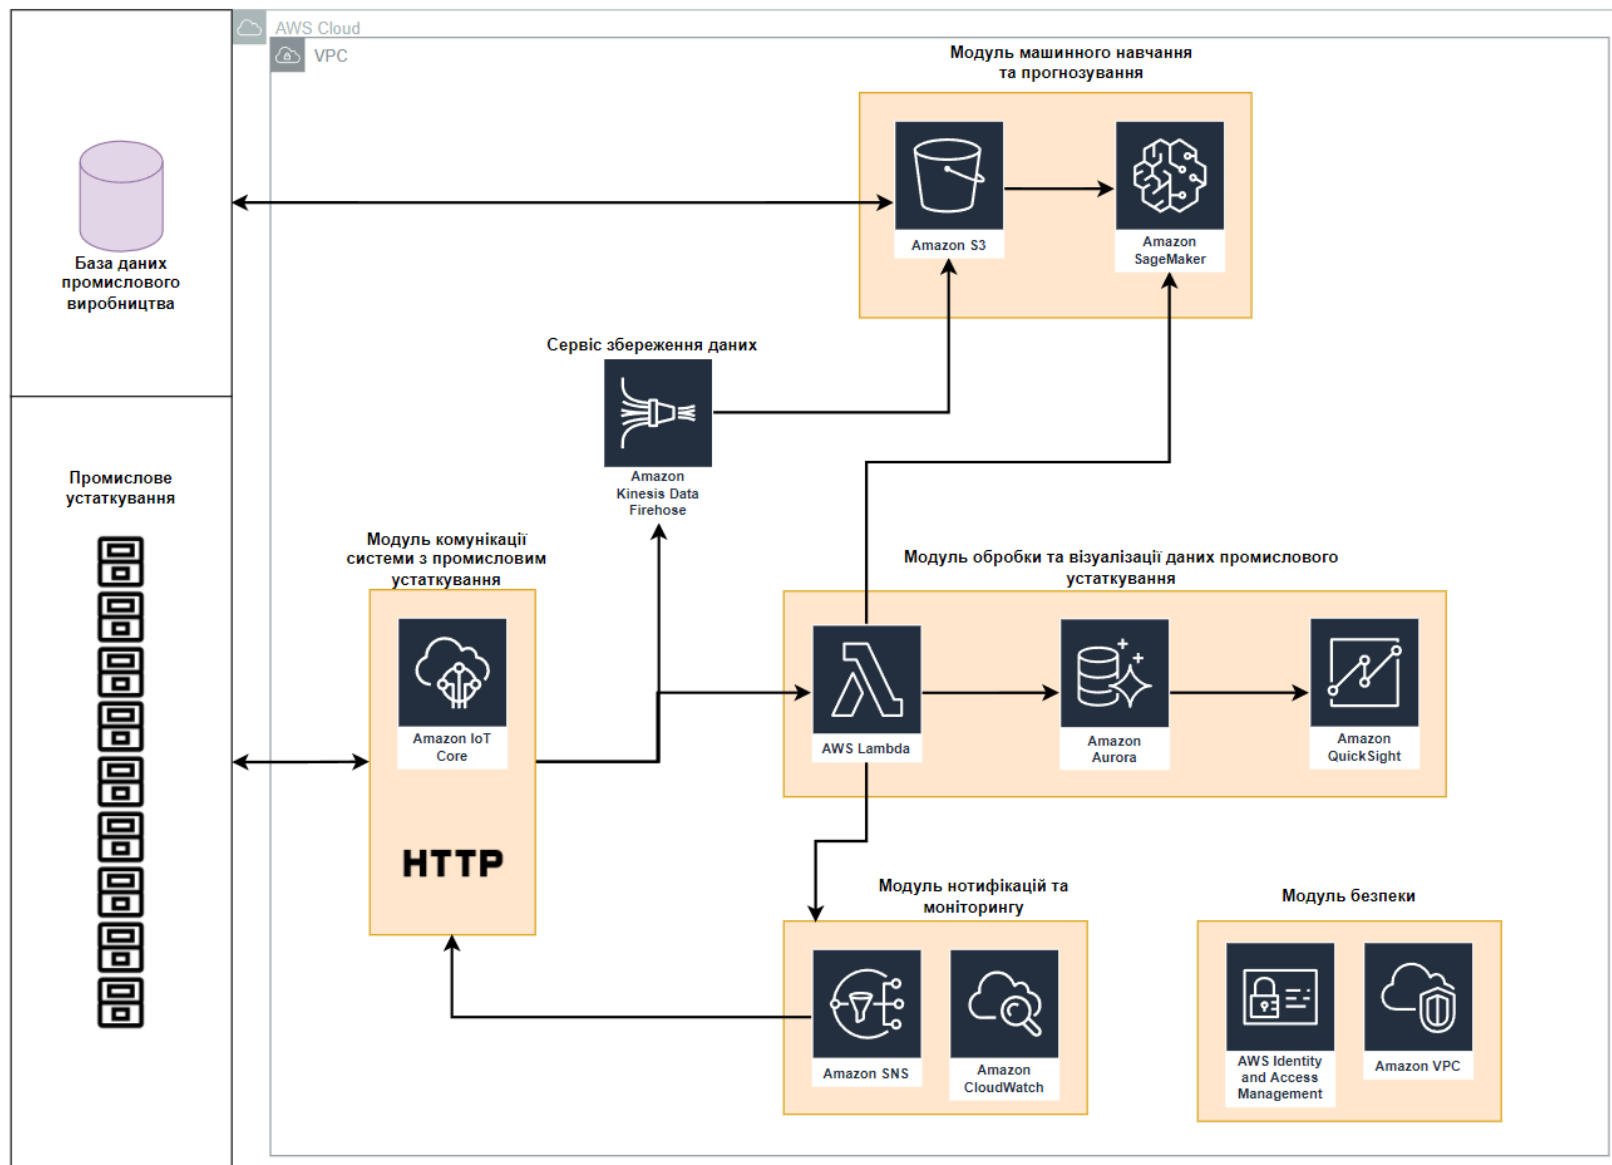 AWS Cloud
VPC
Модуль машинного навчання
та прогнозування
Amazon S3
Amazon
SageMaker
База даних
промислового
виробництва
Сервіс збереження даних
Amazon
Kinesis Data
Firehose
Промислове
устаткування
Модуль комунікації
системи з промисловим
устаткування
Amazon IoT
Core
HTTP
Модуль обробки та візуалізації даних промислового
устаткування
AWS Lambda
Amazon
Aurora
Amazon
QuickSight
Модуль нотифікацій та
моніторингу
Amazon SNS
Amazon
CloudWatch
Модуль безпеки
AWS Identity
and Access
Management
Amazon VPC